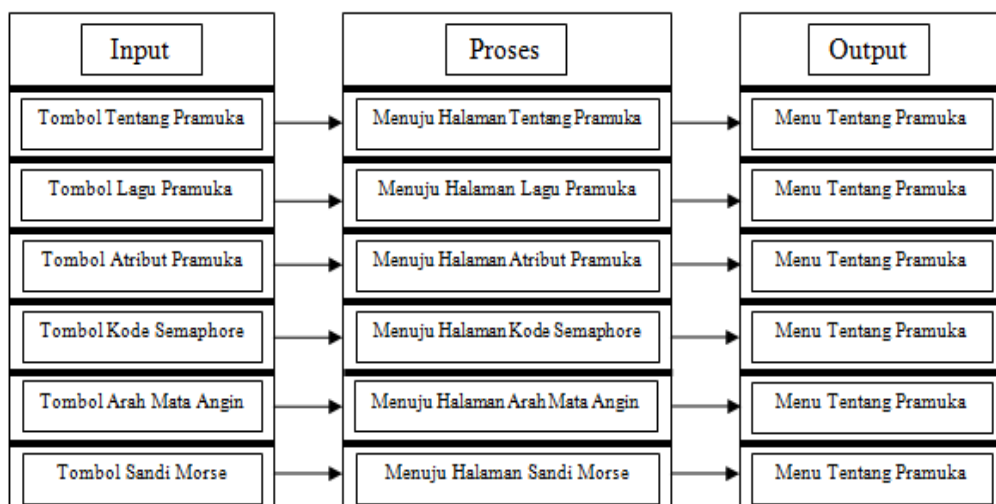 Input Proses Output
Tombol Tentang Pramuka Menuju Halaman Tentang Pramuka Menu Tentang Pramuka
Tombol Lagu Pramuka Menuju Halaman Lagu Pramuka Menu Tentang Pramuka
Tombol Atribut Pramuka Menuju Halaman Atribut Pramuka Menu Tentang Pramuka
Tombol Kode Semaphore Menuju Halaman Kode Semaphore Menu Tentang Pramuka
Tombol Arah Mata Angin Menuju Halaman Arah Mata Angin Menu Tentang Pramuka
Tombol Sandi Morse Menuju Halaman Sandi Morse Menu Tentang Pramuka